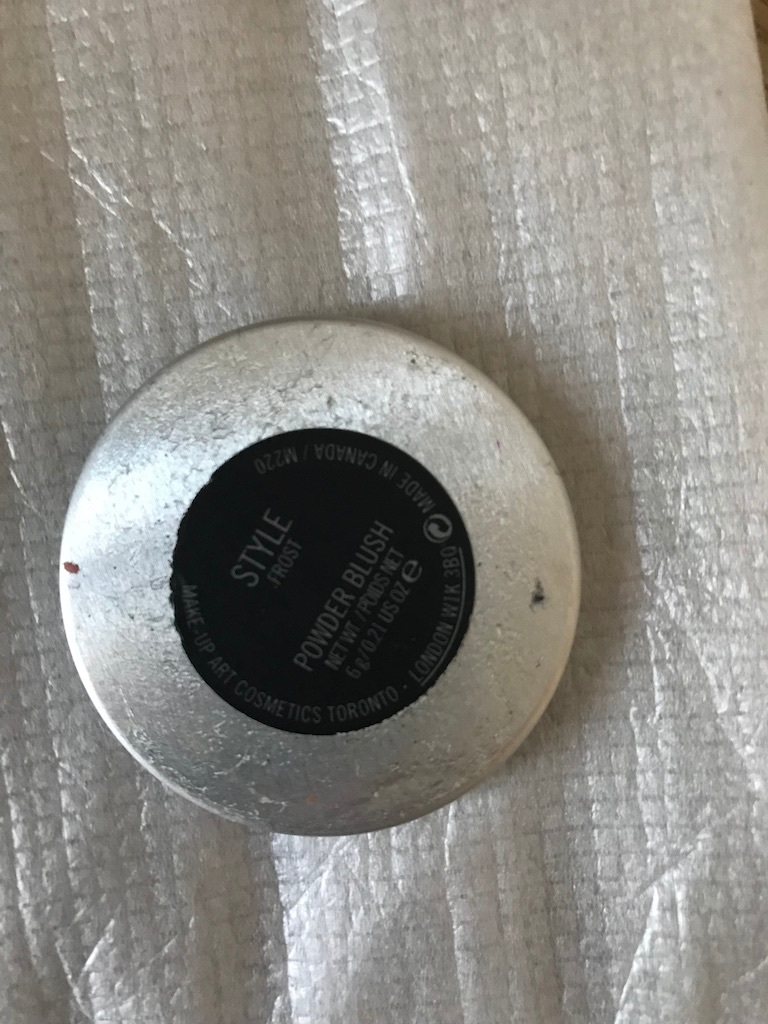 STYLE
FROST
POWDER BLUSH
NET WT / POIDS NET
6 g/0.21 US OZ e
MAKE-UP ART COSMETICS TORONTO · LONDON W1K 3BQ
MADE IN CANADA / M220